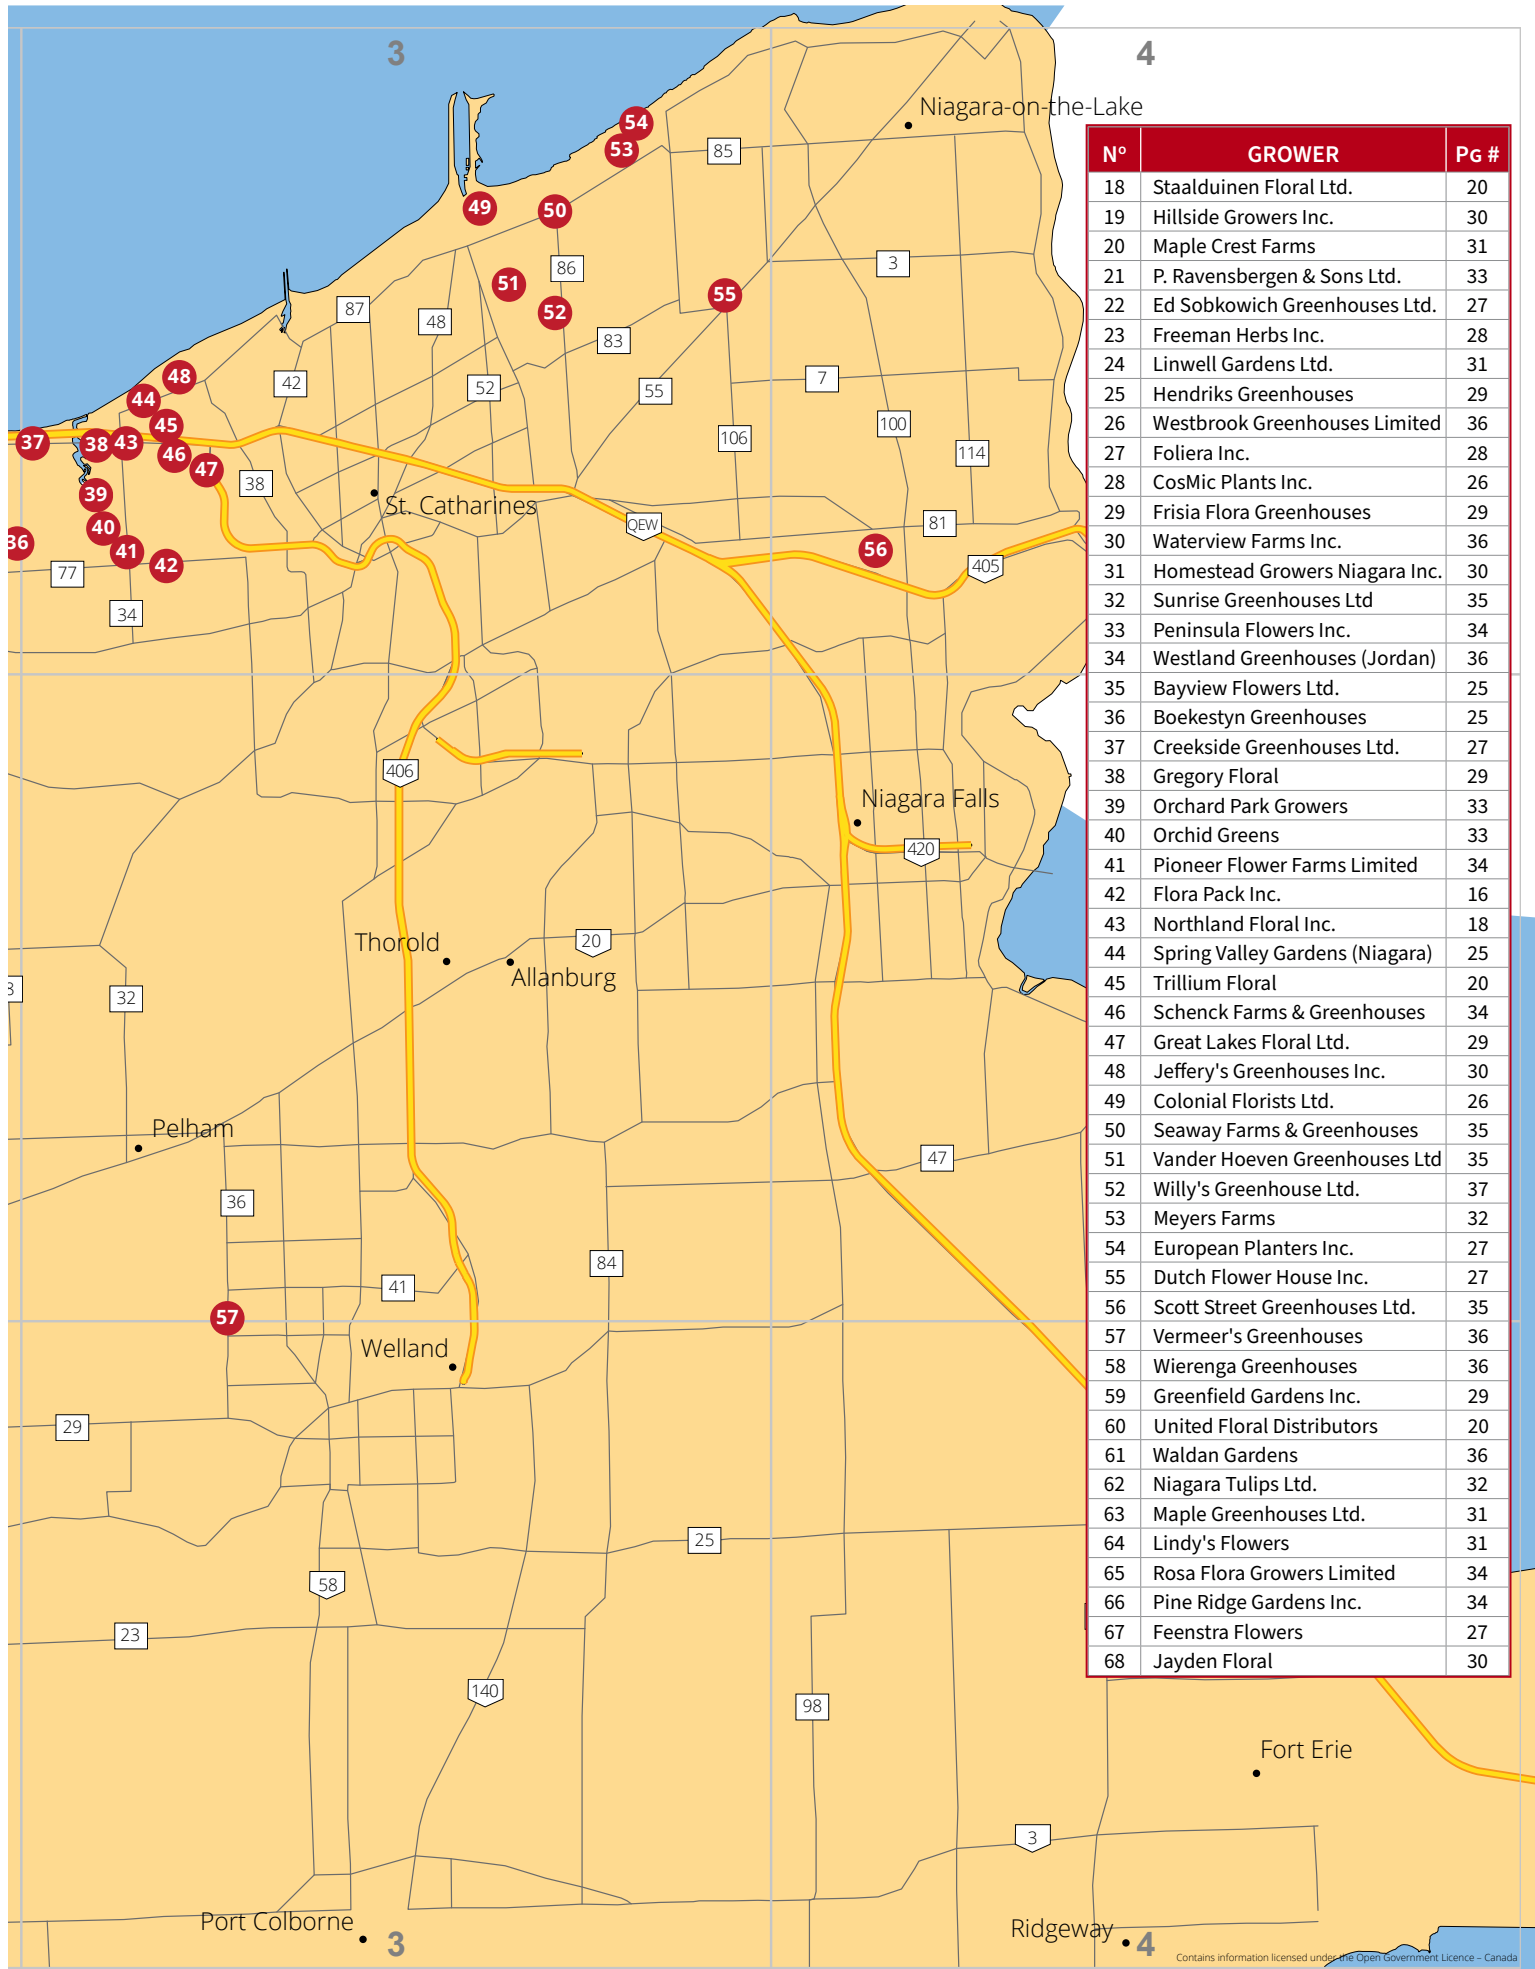 3
4
Niagara-on-the-Lake
54
53
85
49
50
86
3
51
52
55
87
48
83
48
42
52
55
7
44
45
100
37
38
43
46
47
106
114
38
39
St. Catharines
40
QEW
81
36
41
42
56
405
77
34
406
Niagara Falls
420
Thorold
20
Allanburg
32
Pelham
47
36
84
41
57
Welland
29
25
58
23
140
98
Fort Erie
3
Port Colborne
3
Ridgeway
4
Contains information licensed under the Open Government Licence – Canada
Nº GROWER Pg #
18 Staalduinen Floral Ltd. 20
19 Hillside Growers Inc. 30
20 Maple Crest Farms 31
21 P. Ravensbergen & Sons Ltd. 33
22 Ed Sobkowich Greenhouses Ltd. 27
23 Freeman Herbs Inc. 28
24 Linwell Gardens Ltd. 31
25 Hendriks Greenhouses 29
26 Westbrook Greenhouses Limited 36
27 Foliera Inc. 28
28 CosMic Plants Inc. 26
29 Frisia Flora Greenhouses 29
30 Waterview Farms Inc. 36
31 Homestead Growers Niagara Inc. 30
32 Sunrise Greenhouses Ltd 35
33 Peninsula Flowers Inc. 34
34 Westland Greenhouses (Jordan) 36
35 Bayview Flowers Ltd. 25
36 Boekestyn Greenhouses 25
37 Creekside Greenhouses Ltd. 27
38 Gregory Floral 29
39 Orchard Park Growers 33
40 Orchid Greens 33
41 Pioneer Flower Farms Limited 34
42 Flora Pack Inc. 16
43 Northland Floral Inc. 18
44 Spring Valley Gardens (Niagara) 25
45 Trillium Floral 20
46 Schenck Farms & Greenhouses 34
47 Great Lakes Floral Ltd. 29
48 Jeffery's Greenhouses Inc. 30
49 Colonial Florists Ltd. 26
50 Seaway Farms & Greenhouses 35
51 Vander Hoeven Greenhouses Ltd 35
52 Willy's Greenhouse Ltd. 37
53 Meyers Farms 32
54 European Planters Inc. 27
55 Dutch Flower House Inc. 27
56 Scott Street Greenhouses Ltd. 35
57 Vermeer's Greenhouses 36
58 Wierenga Greenhouses 36
59 Greenfield Gardens Inc. 29
60 United Floral Distributors 20
61 Waldan Gardens 36
62 Niagara Tulips Ltd. 32
63 Maple Greenhouses Ltd. 31
64 Lindy's Flowers 31
65 Rosa Flora Growers Limited 34
66 Pine Ridge Gardens Inc. 34
67 Feenstra Flowers 27
68 Jayden Floral 30